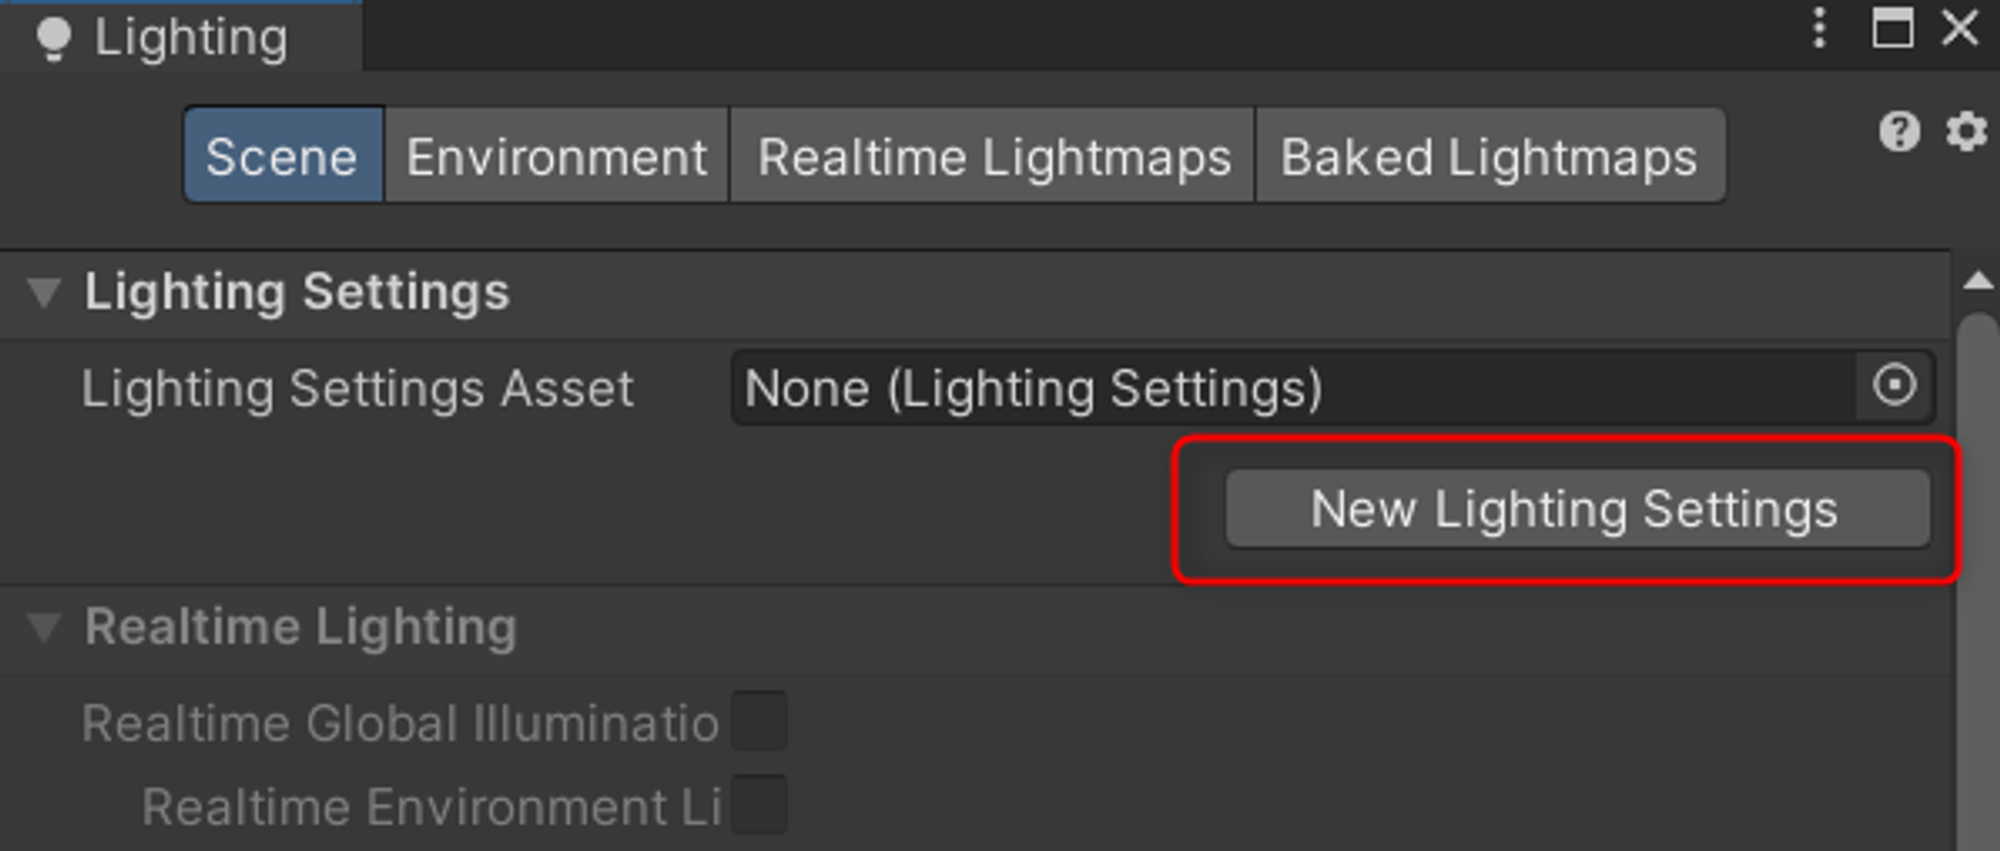 Lighting
Scene Environment Realtime Lightmaps Baked Lightmaps
Lighting Settings
Lighting Settings Asset None (Lighting Settings)
New Lighting Settings
Realtime Lighting
Realtime Global Illuminatio
Realtime Environment Li